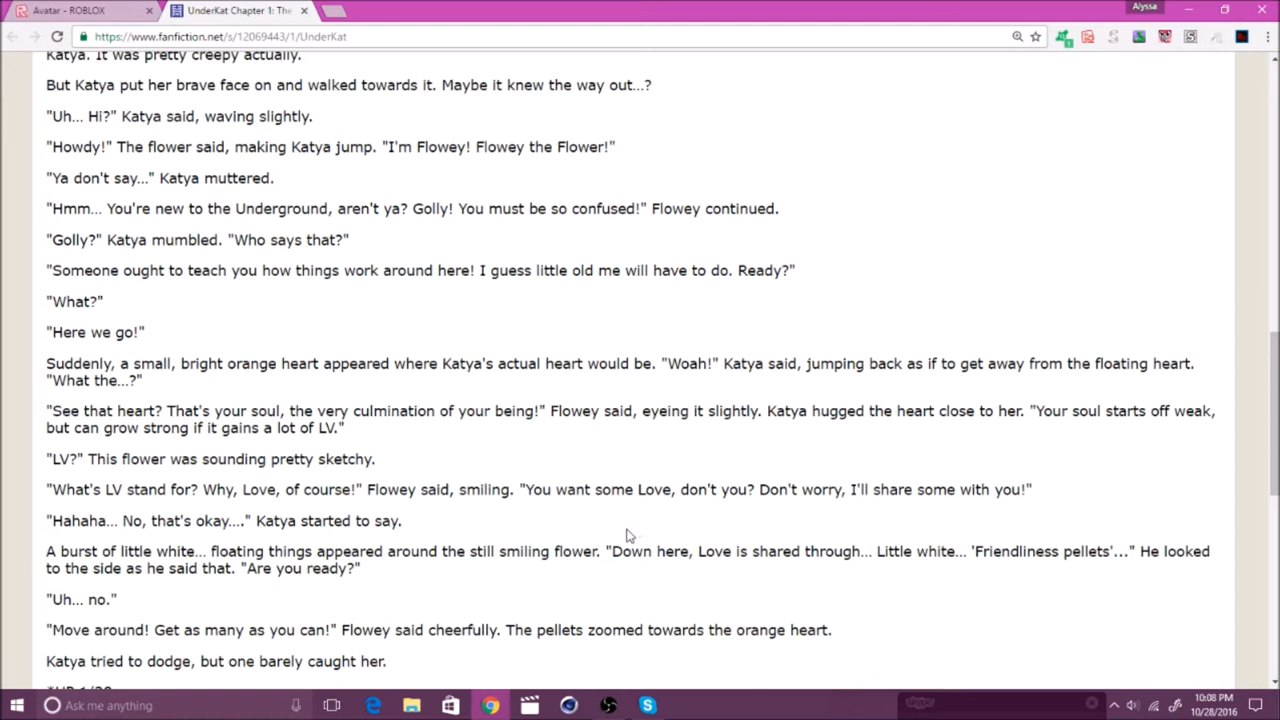 Avatar - ROBLOX
UnderKat Chapter 1: The
Alyssa
https://www.fanfiction.net/s/12069443/1/UnderKat
Katya. It was pretty creepy actually.
But Katya put her brave face on and walked towards it. Maybe it knew the way out...?
"Uh... Hi?" Katya said, waving slightly.
"Howdy!" The flower said, making Katya jump. "I'm Flowey! Flowey the Flower!"
"Ya don't say..." Katya muttered.
"Hmm... You're new to the Underground, aren't ya? Golly! You must be so confused!" Flowey continued.
"Golly?" Katya mumbled. "Who says that?"
"Someone ought to teach you how things work around here! I guess little old me will have to do. Ready?"
"What?"
"Here we go!"
Suddenly, a small, bright orange heart appeared where Katya's actual heart would be. "Woah!" Katya said, jumping back as if to get away from the floating heart.
"What the...?"
"See that heart? That's your soul, the very culmination of your being!" Flowey said, eyeing it slightly. Katya hugged the heart close to her. "Your soul starts off weak,
but can grow strong if it gains a lot of LV."
"LV?" This flower was sounding pretty sketchy.
"What's LV stand for? Why, Love, of course!" Flowey said, smiling. "You want some Love, don't you? Don't worry, I'll share some with you!"
"Hahaha... No, that's okay...." Katya started to say.
A burst of little white... floating things appeared around the still smiling flower. "Down here, Love is shared through... Little white... 'Friendliness pellets'..." He looked
to the side as he said that. "Are you ready?"
"Uh... no."
"Move around! Get as many as you can!" Flowey said cheerfully. The pellets zoomed towards the orange heart.
Katya tried to dodge, but one barely caught her.
Ask me anything
10:08 PM
10/28/2016